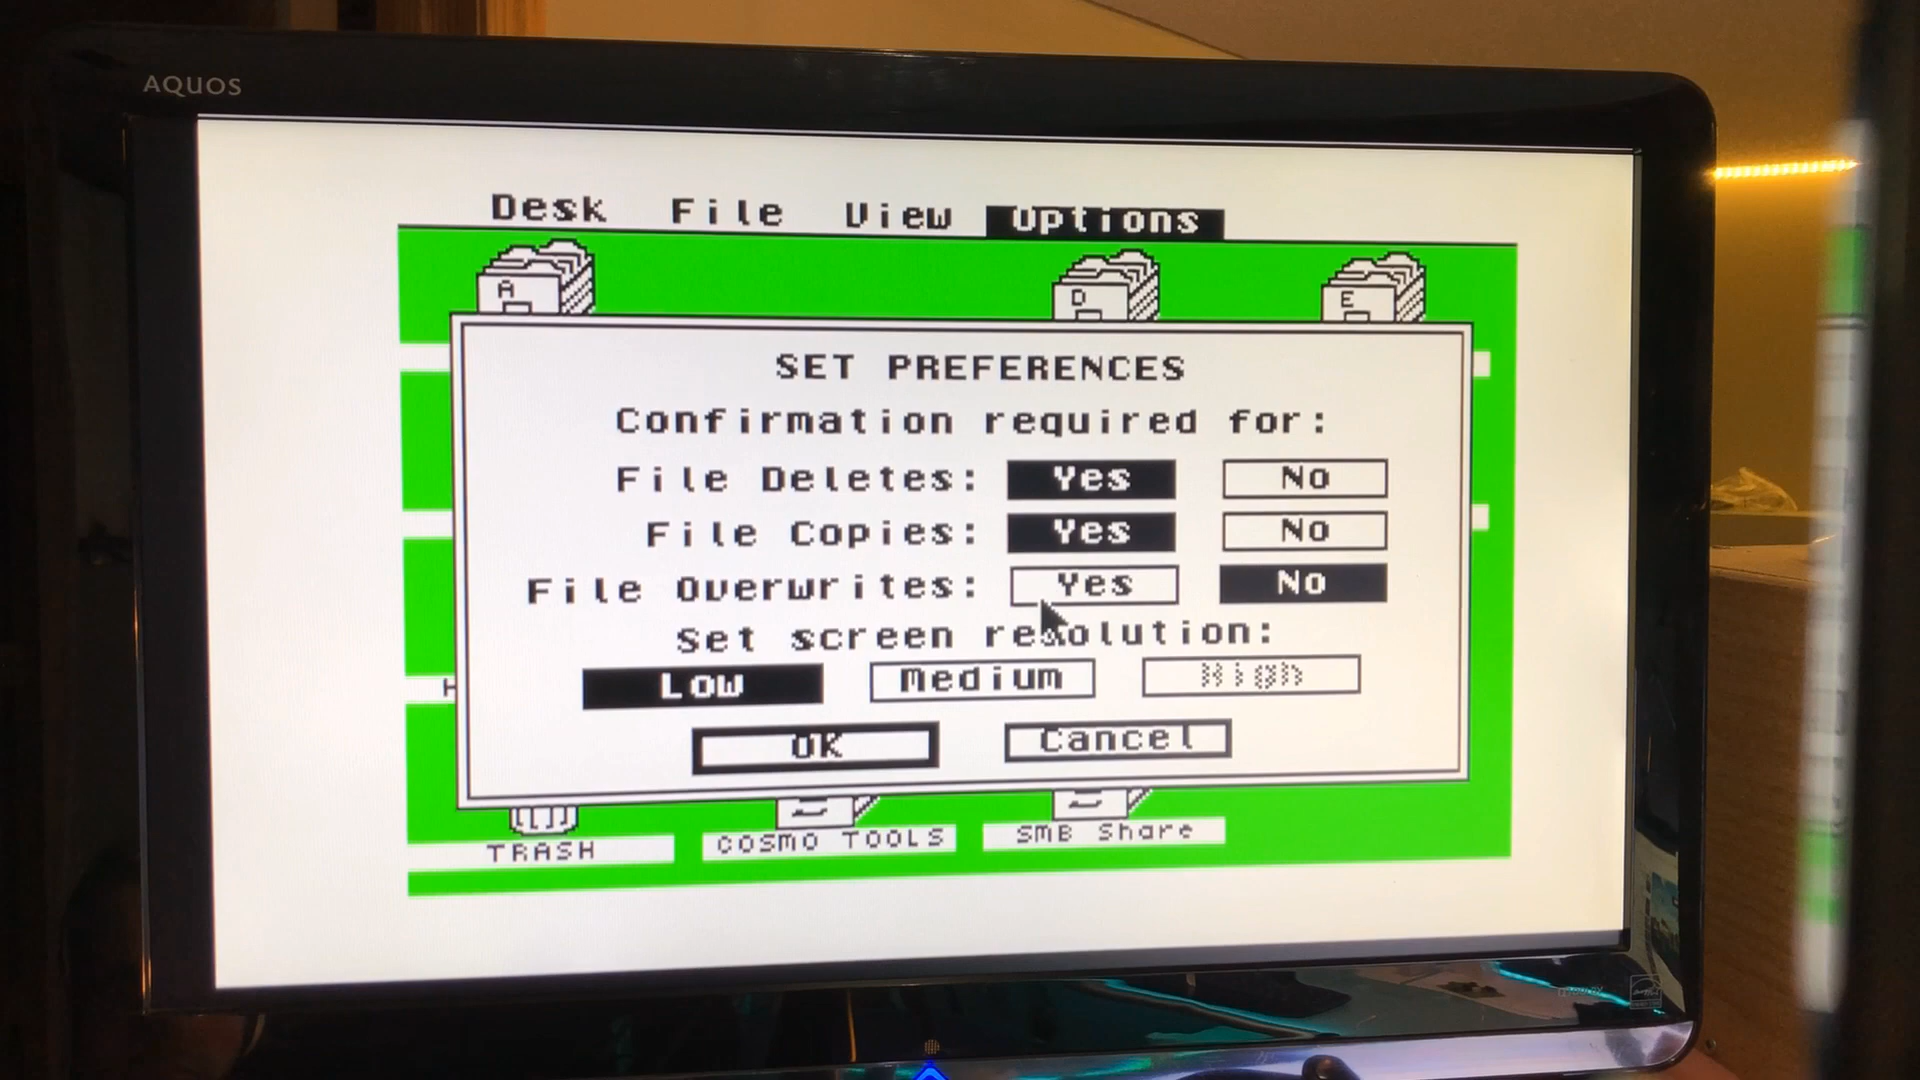 AQUOS
Desk File View Options
A D E
SET PREFERENCES
Confirmation required for:
File Deletes: Yes No
File Copies: Yes No
File Overwrites: Yes No
Set screen resolution:
Low Medium High
OK Cancel
TRASH COSMO TOOLS SMB Share